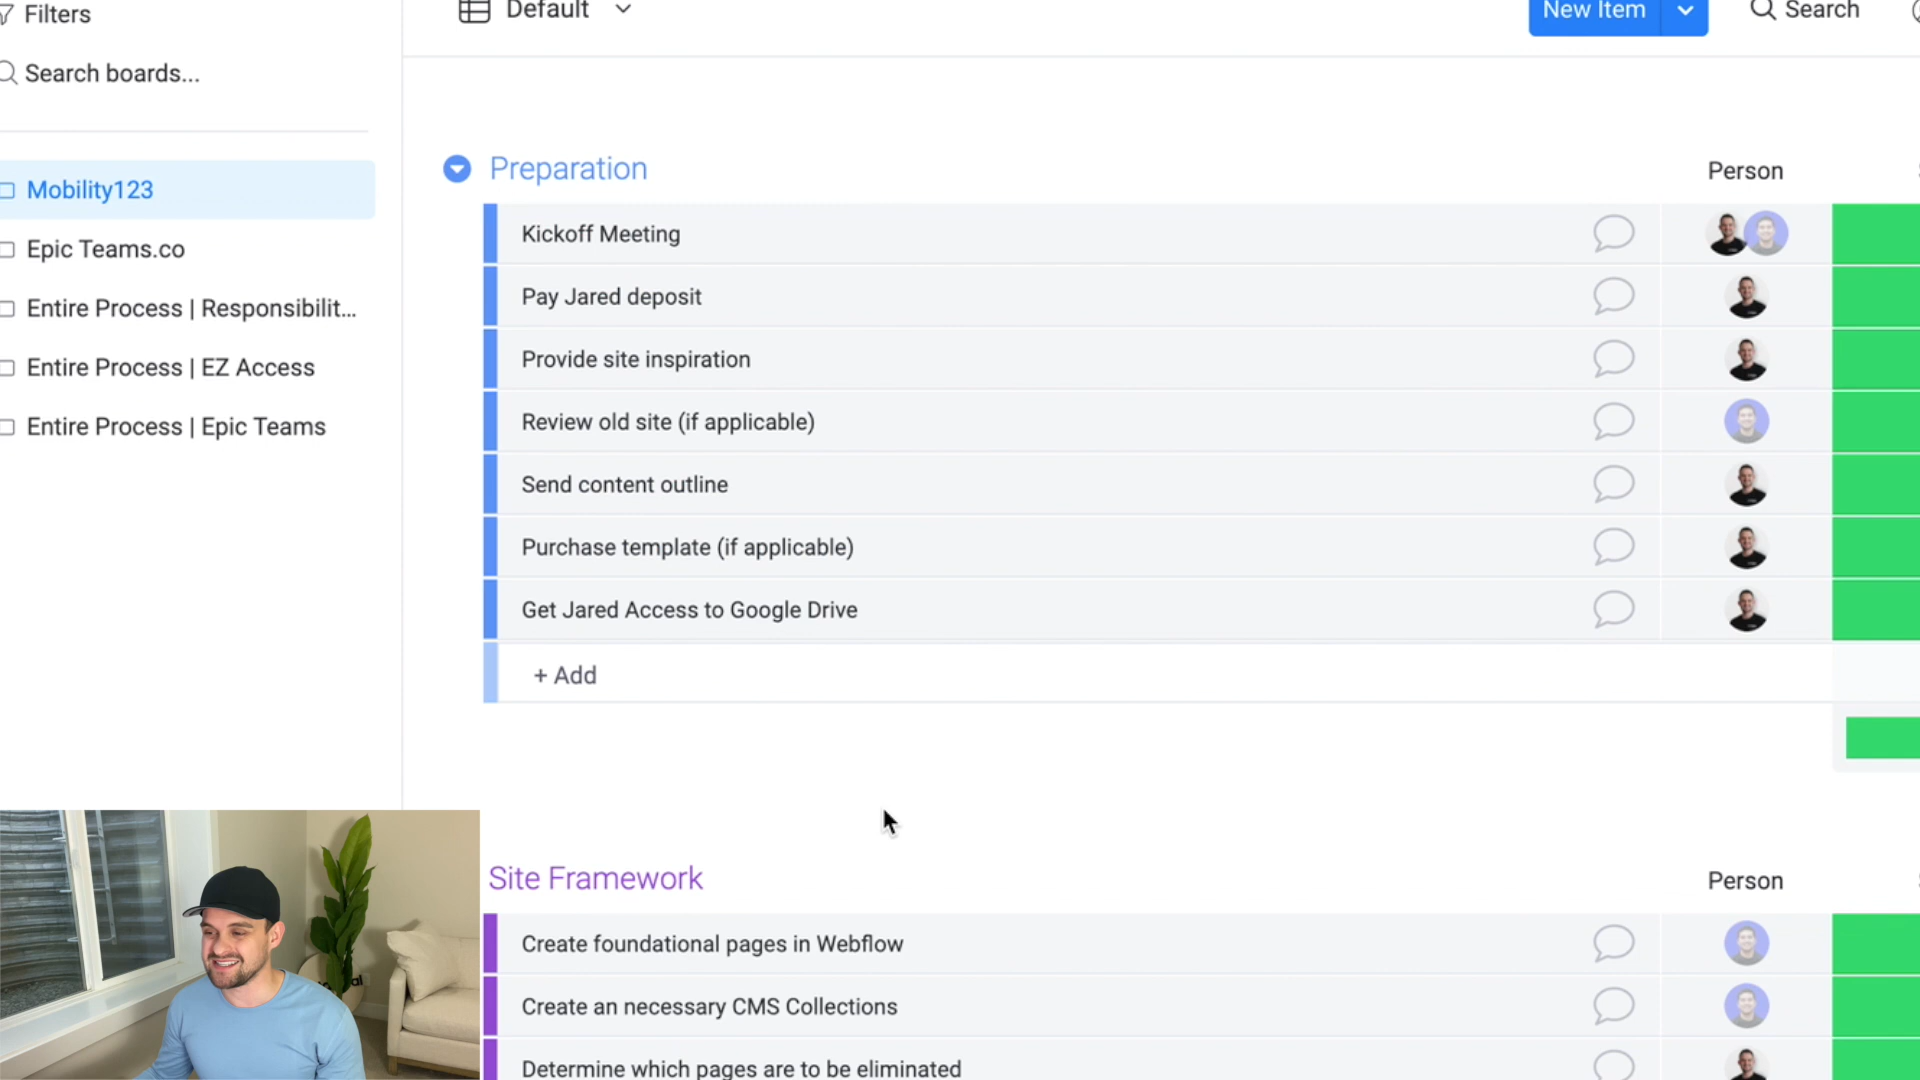 Filters
Default
New Item
Search
Search boards...
Mobility123
Epic Teams.co
Entire Process | Responsibilit...
Entire Process | EZ Access
Entire Process | Epic Teams
Preparation
Person
Kickoff Meeting
Pay Jared deposit
Provide site inspiration
Review old site (if applicable)
Send content outline
Purchase template (if applicable)
Get Jared Access to Google Drive
+ Add
Site Framework
Person
Create foundational pages in Webflow
Create an necessary CMS Collections
Determine which pages are to be eliminated